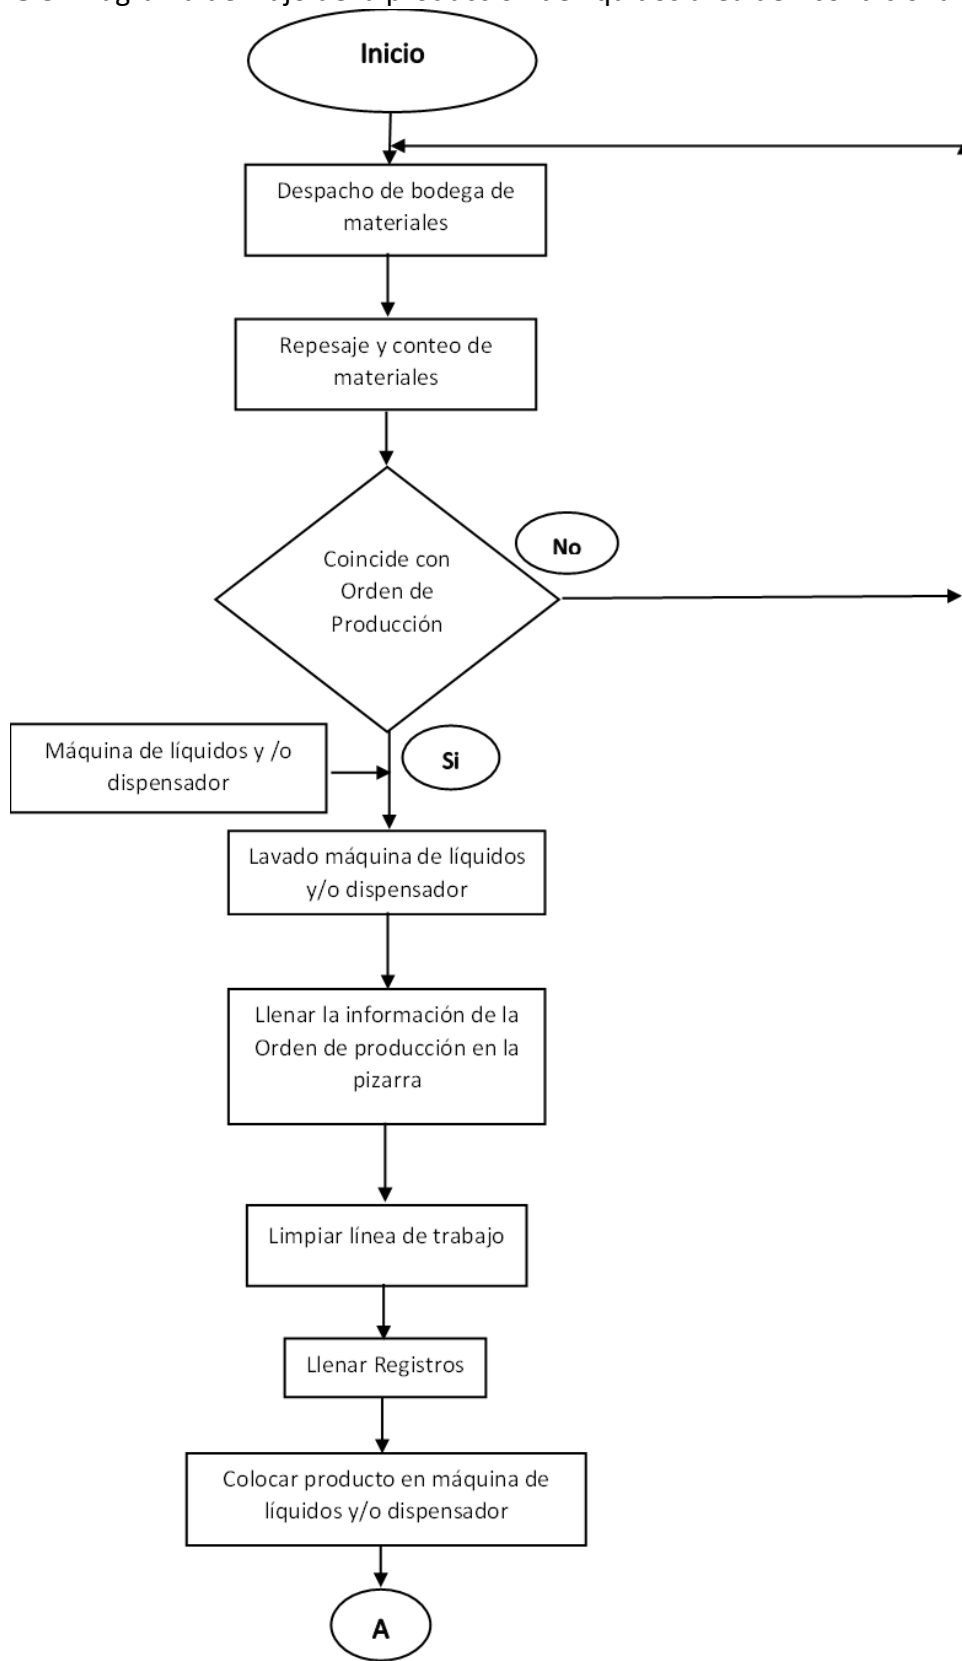 Inicio
Despacho de bodega de
materiales
Repesaje y conteo de
materiales
Coincide con
Orden de
Producción
No
Si
Máquina de líquidos y /o
dispensador
Lavado máquina de líquidos
y/o dispensador
Llenar la información de la
Orden de producción en la
pizarra
Limpiar línea de trabajo
Llenar Registros
Colocar producto en máquina de
líquidos y/o dispensador
A